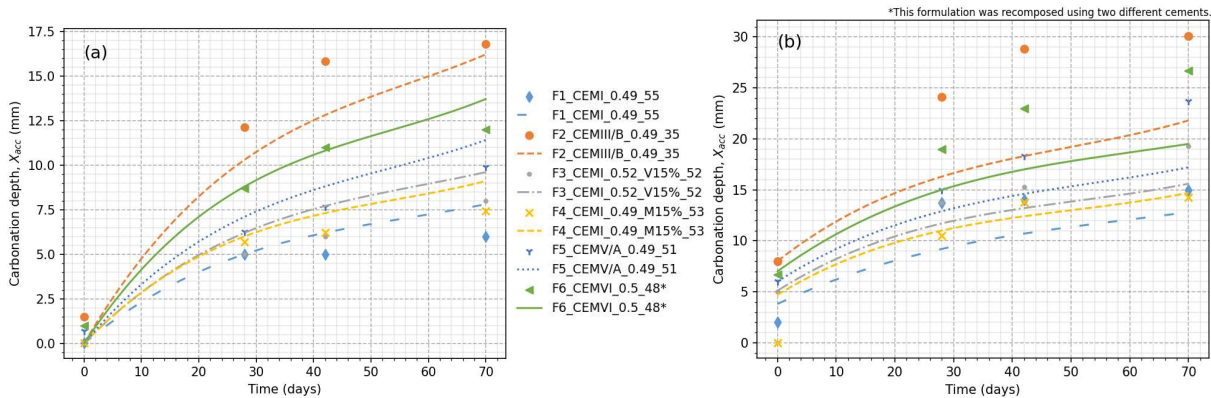 *This formulation was recomposed using two different cements.
(a)
Carbonation depth, X_acc (mm)
17.5
15.0
12.5
10.0
7.5
5.0
2.5
0.0
0 10 20 30 40 50 60 70
Time (days)
F1_CEMI_0.49_55
F1_CEMI_0.49_55
F2_CEMIII/B_0.49_35
F2_CEMIII/B_0.49_35
F3_CEMI_0.52_V15%_52
F3_CEMI_0.52_V15%_52
F4_CEMI_0.49_M15%_53
F4_CEMI_0.49_M15%_53
F5_CEMV/A_0.49_51
F5_CEMV/A_0.49_51
F6_CEMVI_0.5_48*
F6_CEMVI_0.5_48*
(b)
Carbonation depth, X_acc (mm)
30
25
20
15
10
5
0
0 10 20 30 40 50 60 70
Time (days)